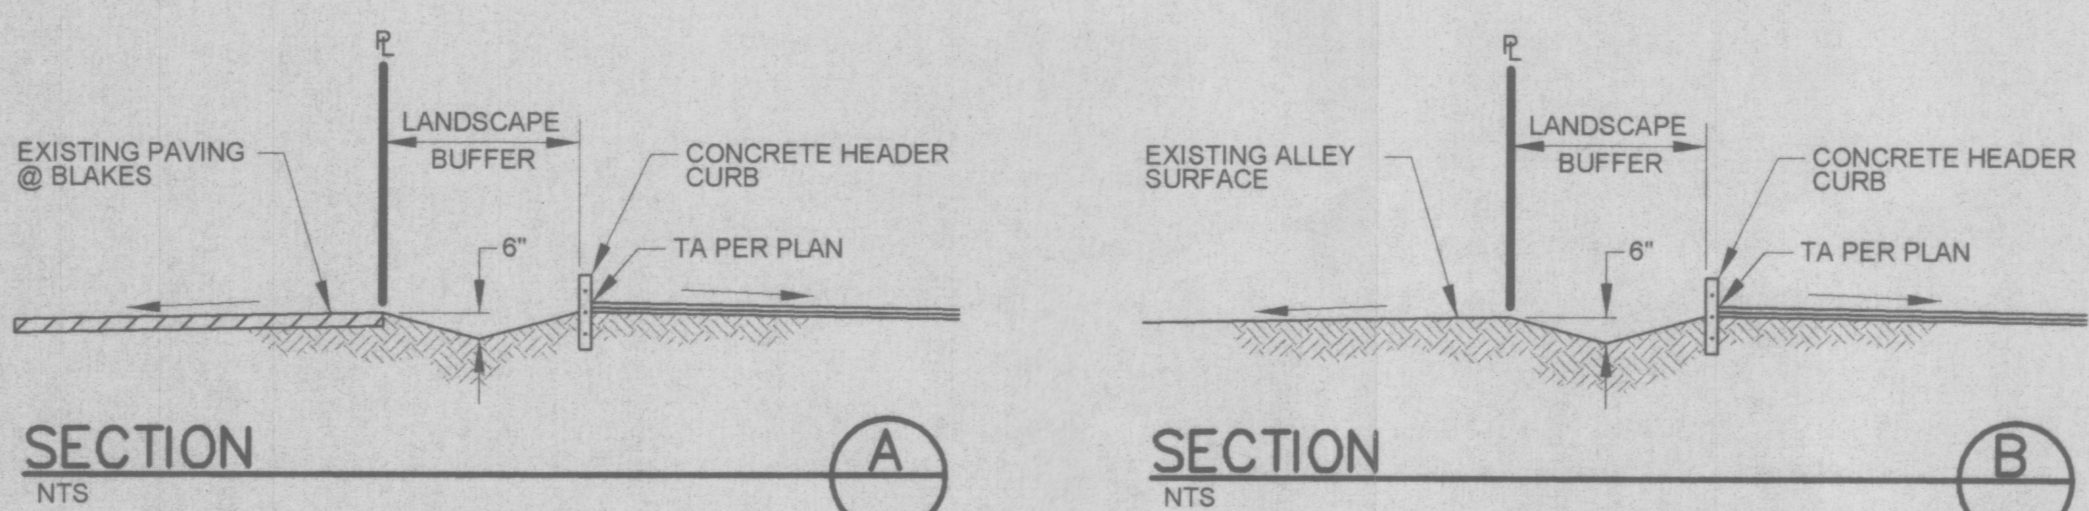 PL
LANDSCAPE
BUFFER
EXISTING PAVING
@ BLAKES
CONCRETE HEADER
CURB
6"
TA PER PLAN
SECTION
A
NTS
PL
LANDSCAPE
BUFFER
EXISTING ALLEY
SURFACE
CONCRETE HEADER
CURB
6"
TA PER PLAN
SECTION
B
NTS